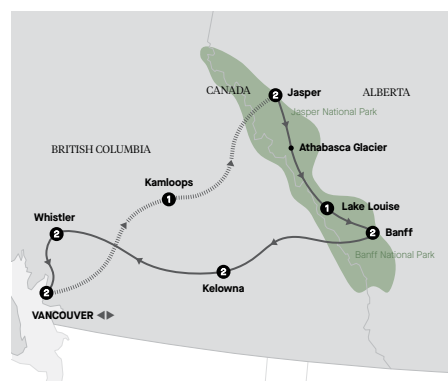 2 Jasper
CANADA
ALBERTA
Jasper National Park
Athabasca Glacier
BRITISH COLUMBIA
Kamloops
1
1 Lake Louise
Whistler
2
2 Banff
Banff National Park
2
Kelowna
2
VANCOUVER